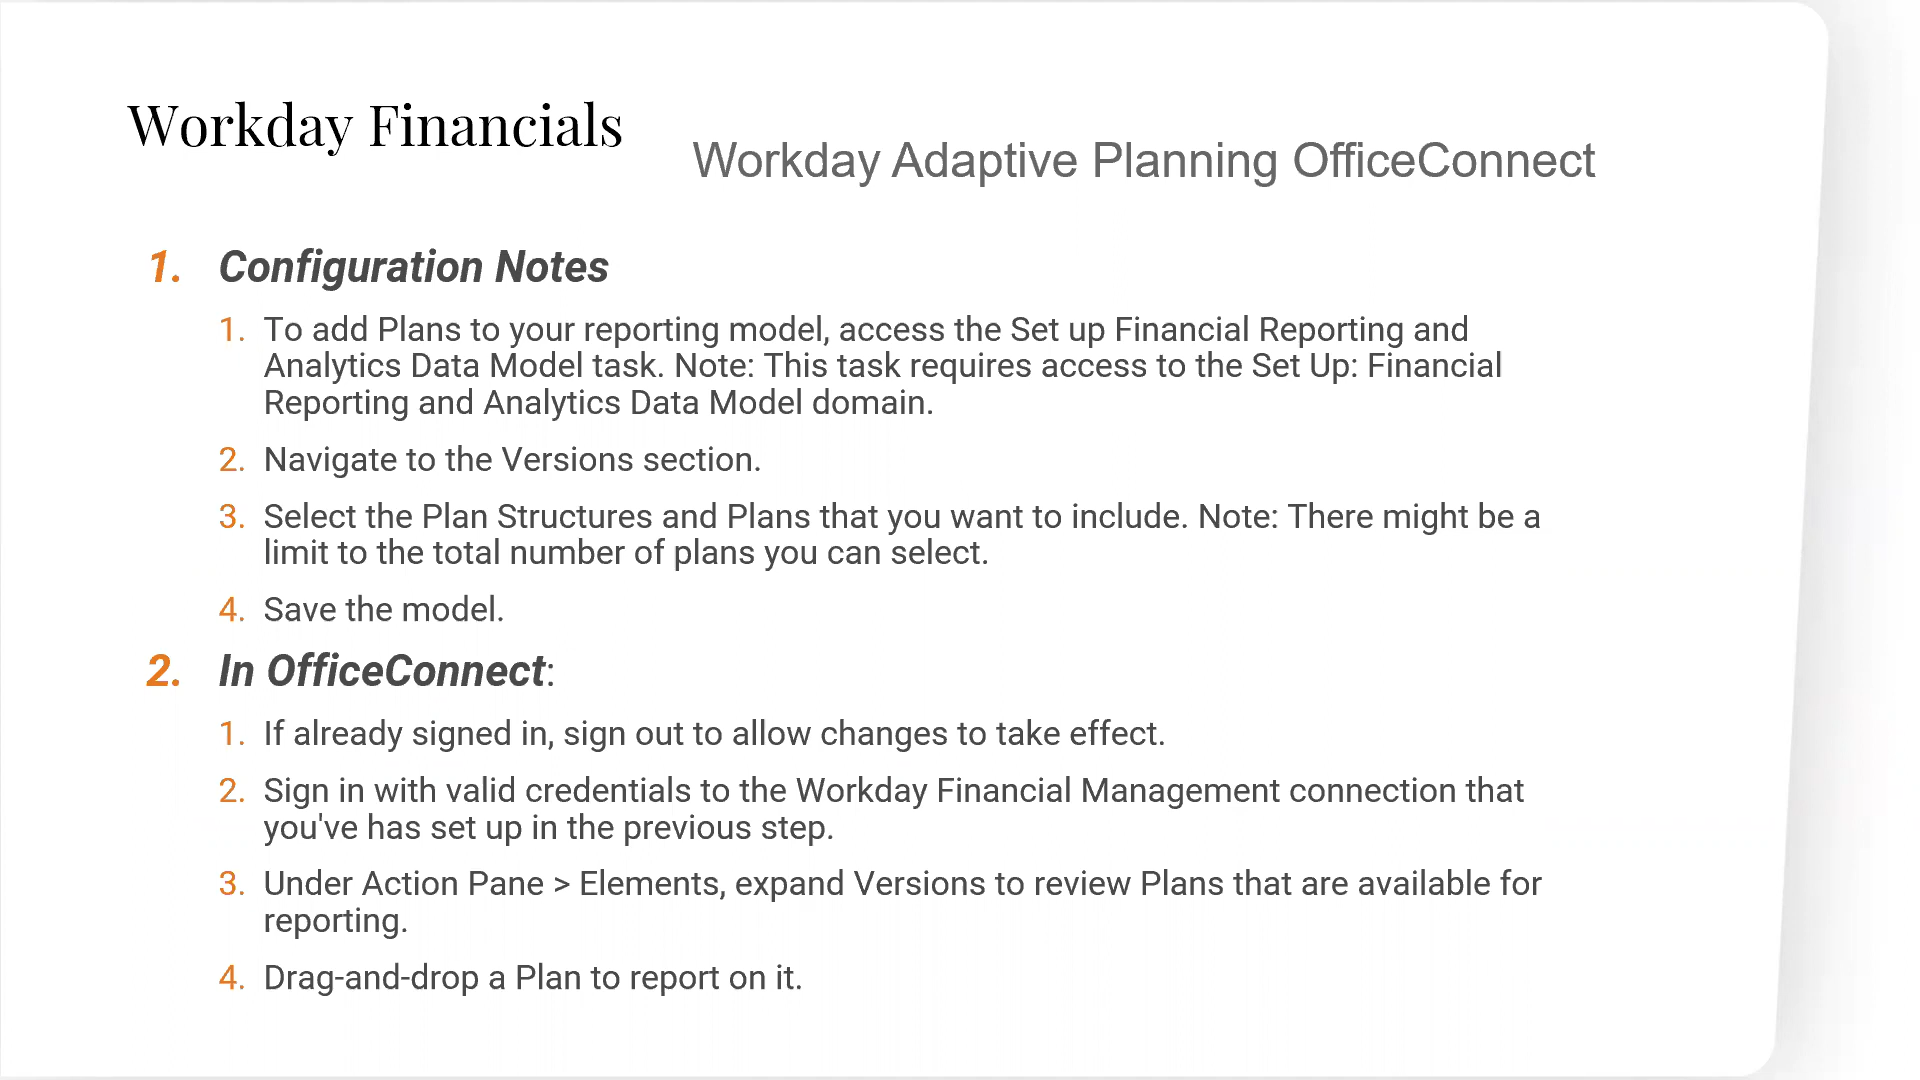 Workday Financials
Workday Adaptive Planning OfficeConnect
1. Configuration Notes
1. To add Plans to your reporting model, access the Set up Financial Reporting and
Analytics Data Model task. Note: This task requires access to the Set Up: Financial
Reporting and Analytics Data Model domain.
2. Navigate to the Versions section.
3. Select the Plan Structures and Plans that you want to include. Note: There might be a
limit to the total number of plans you can select.
4. Save the model.
2. In OfficeConnect:
1. If already signed in, sign out to allow changes to take effect.
2. Sign in with valid credentials to the Workday Financial Management connection that
you've has set up in the previous step.
3. Under Action Pane > Elements, expand Versions to review Plans that are available for
reporting.
4. Drag-and-drop a Plan to report on it.